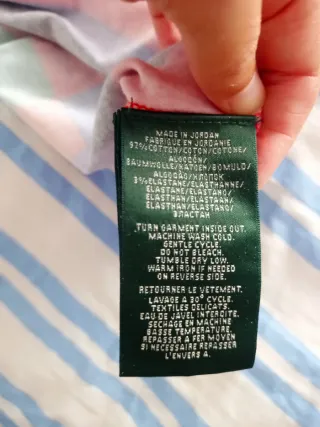 MADE IN JORDAN
FABRIQUE EN JORDANIE
97%COTTON/COTON/COTONE/
ALGODON/
BAUMWOLLE/KATOEN/BOMULD/
ALGODÃO/ХЛОПОК
3%ELASTANE/ELASTHANNE/
ELASTANE/ELASTANO/
ELASTHAN/ELASTAAN/
ELASTHAN/ELASTANO/
ЭЛАСТАН
TURN GARMENT INSIDE OUT.
MACHINE WASH COLD.
GENTLE CYCLE.
DO NOT BLEACH.
TUMBLE DRY LOW.
WARM IRON IF NEEDED
ON REVERSE SIDE.
RETOURNER LE VETEMENT.
LAVAGE A 30° CYCLE.
TEXTILES DELICATS.
EAU DE JAVEL INTERDITE.
SECHAGE EN MACHINE
BASSE TEMPERATURE.
REPASSER A FER MOYEN
SI NECESSAIRE REPASSER
L'ENVERS A.